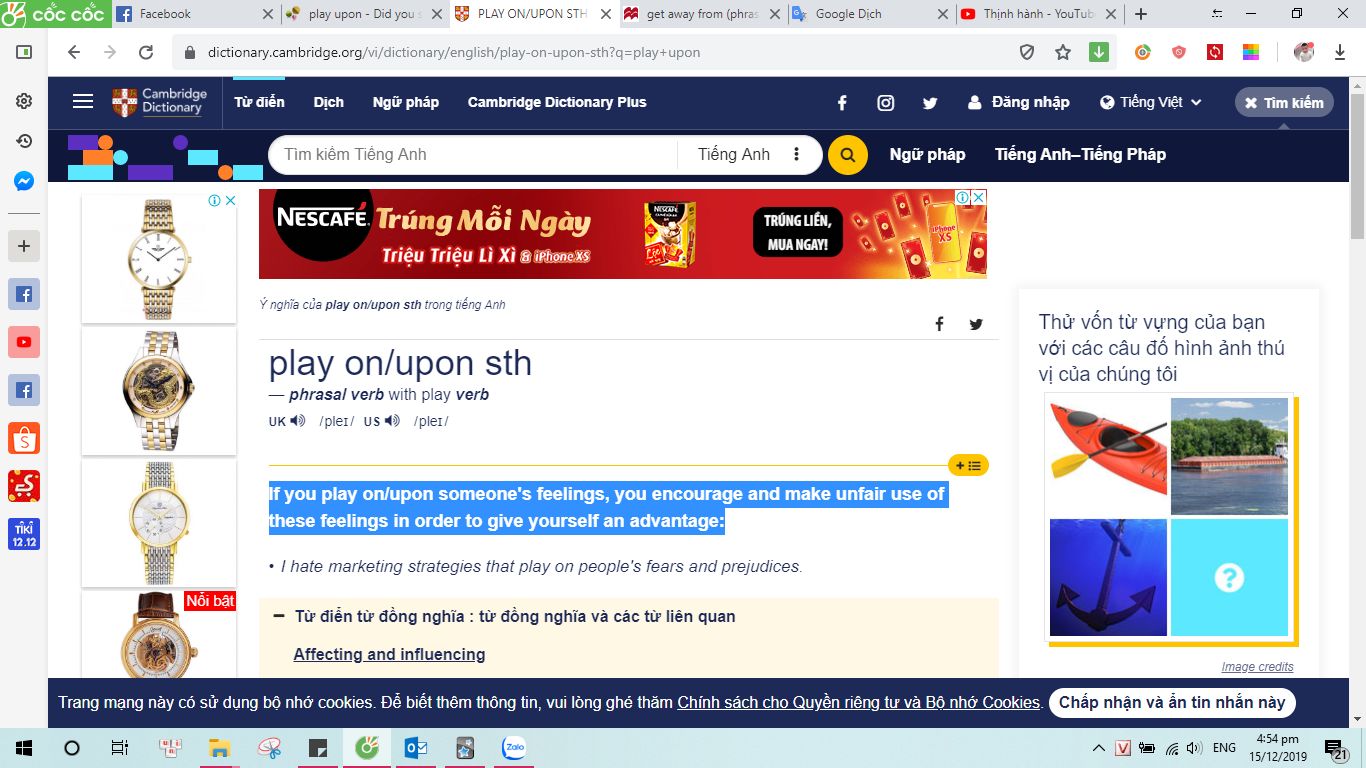 cốc cốc
Facebook
play upon - Did you s
PLAY ON/UPON STH
get away from (phras
Google Dịch
Thịnh hành - YouTube
dictionary.cambridge.org/vi/dictionary/english/play-on-upon-sth?q=play+upon
Cambridge
Dictionary
Từ điển
Dịch
Ngữ pháp
Cambridge Dictionary Plus
Đăng nhập
Tiếng Việt
Tìm kiếm
Tìm kiếm Tiếng Anh
Tiếng Anh
Ngữ pháp
Tiếng Anh–Tiếng Pháp
NESCAFÉ
Trúng Mỗi Ngày
Triệu Triệu Lì Xì & iPhone XS
TRÚNG LIỀN,
MUA NGAY!
iPhone
XS
Ý nghĩa của play on/upon sth trong tiếng Anh
play on/upon sth
— phrasal verb with play verb
UK /pleɪ/ US /pleɪ/
If you play on/upon someone's feelings, you encourage and make unfair use of
these feelings in order to give yourself an advantage:
• I hate marketing strategies that play on people's fears and prejudices.
Từ điển từ đồng nghĩa : từ đồng nghĩa và các từ liên quan
Affecting and influencing
Nổi bật
Thử vốn từ vựng của bạn
với các câu đố hình ảnh thú
vị của chúng tôi
?
Image credits
TIKI
12.12
Trang mạng này có sử dụng bộ nhớ cookies. Để biết thêm thông tin, vui lòng ghé thăm Chính sách cho Quyền riêng tư và Bộ nhớ Cookies.
Chấp nhận và ẩn tin nhắn này
Zalo
ENG
4:54 pm
15/12/2019
21